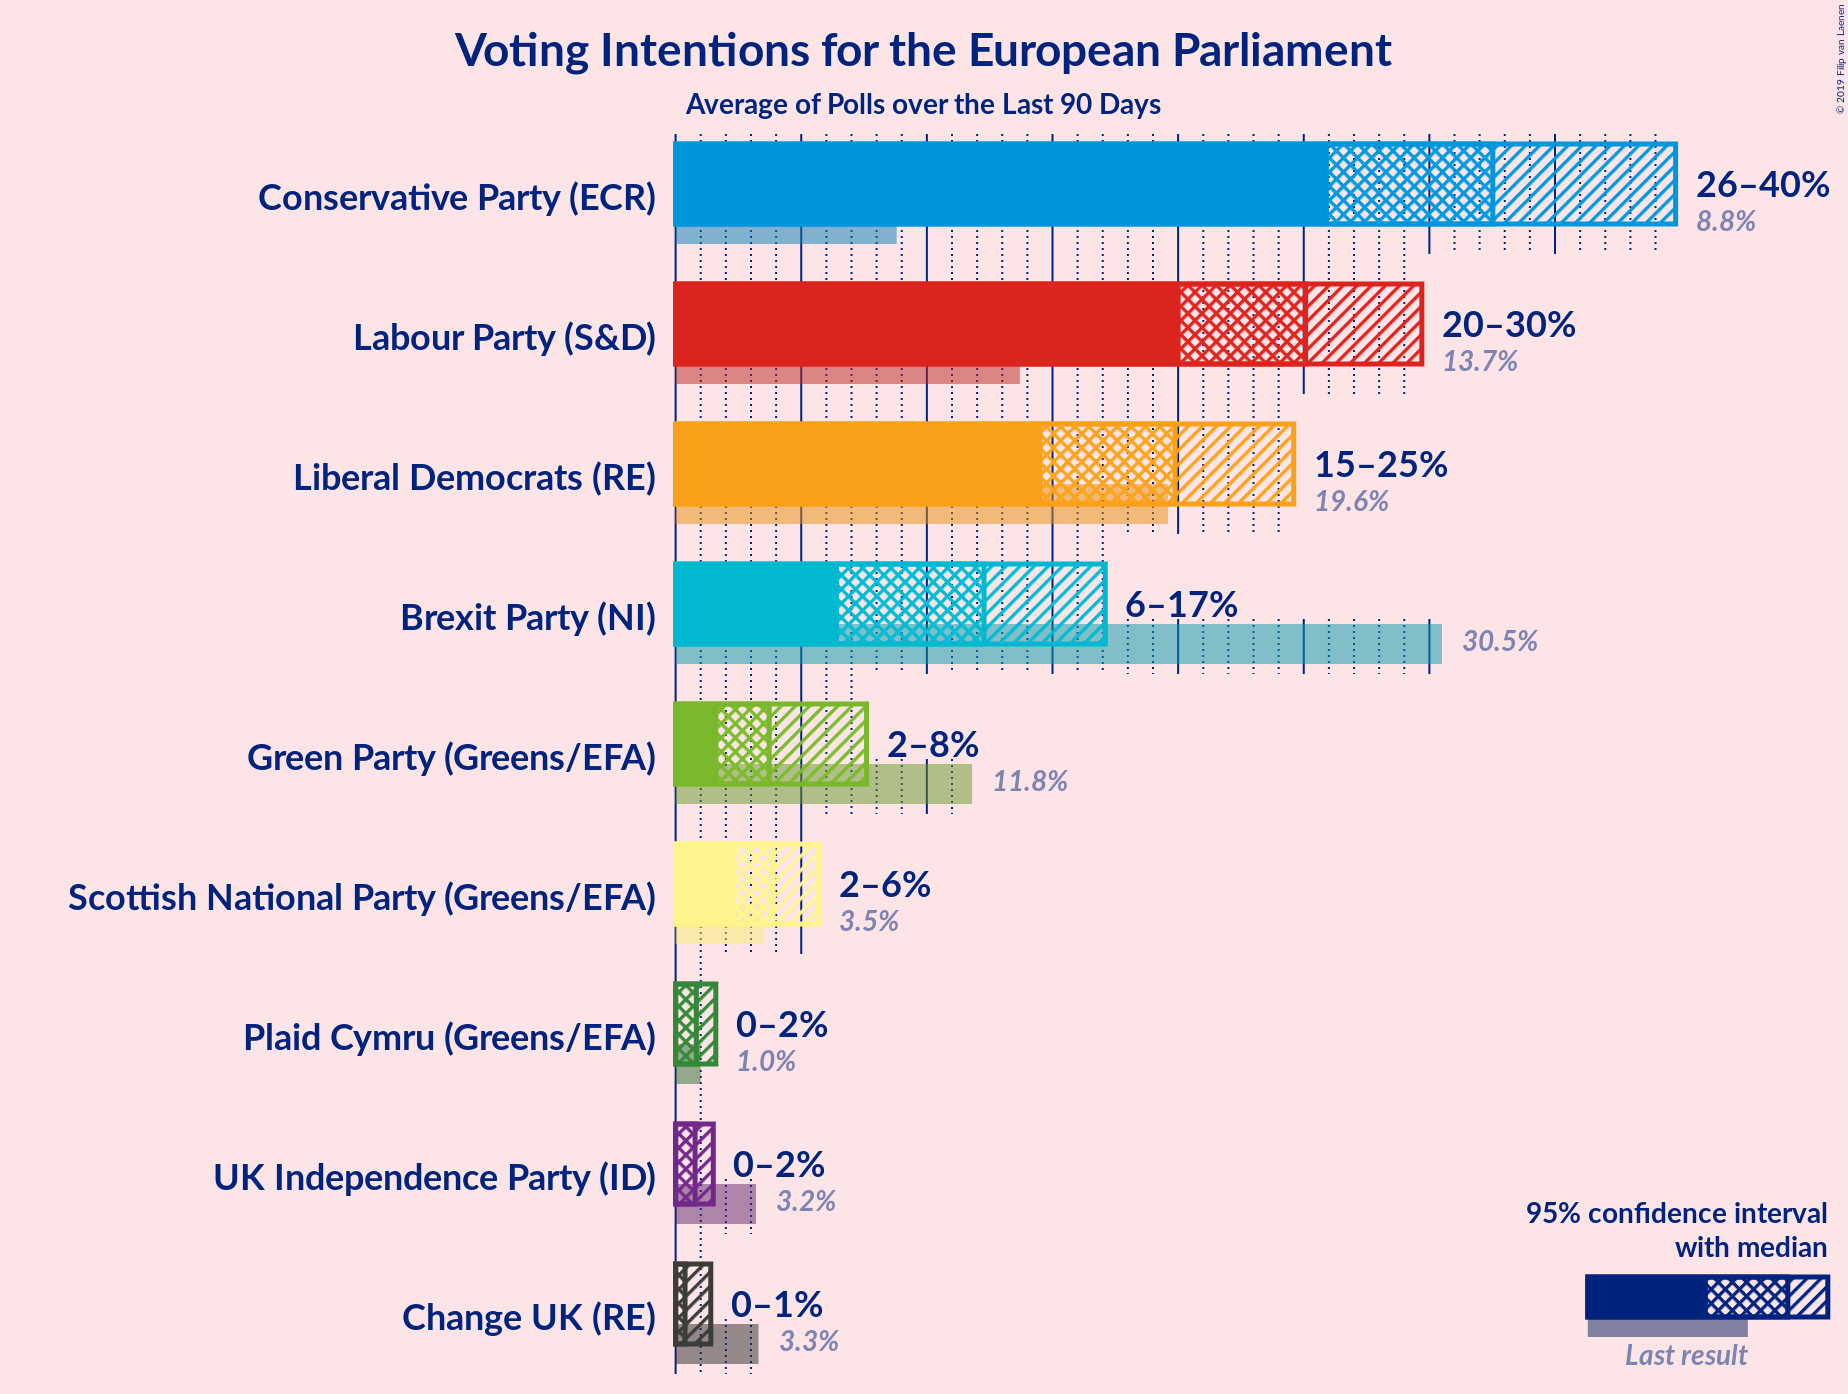 Voting Intentions for the European Parliament
Average of Polls over the Last 90 Days
© 2019 Filip van Laenen
Conservative Party (ECR)
26–40%
8.8%
Labour Party (S&D)
20–30%
13.7%
Liberal Democrats (RE)
15–25%
19.6%
Brexit Party (NI)
6–17%
30.5%
Green Party (Greens/EFA)
2–8%
11.8%
Scottish National Party (Greens/EFA)
2–6%
3.5%
Plaid Cymru (Greens/EFA)
0–2%
1.0%
UK Independence Party (ID)
0–2%
3.2%
Change UK (RE)
0–1%
3.3%
95% confidence interval
with median
Last result